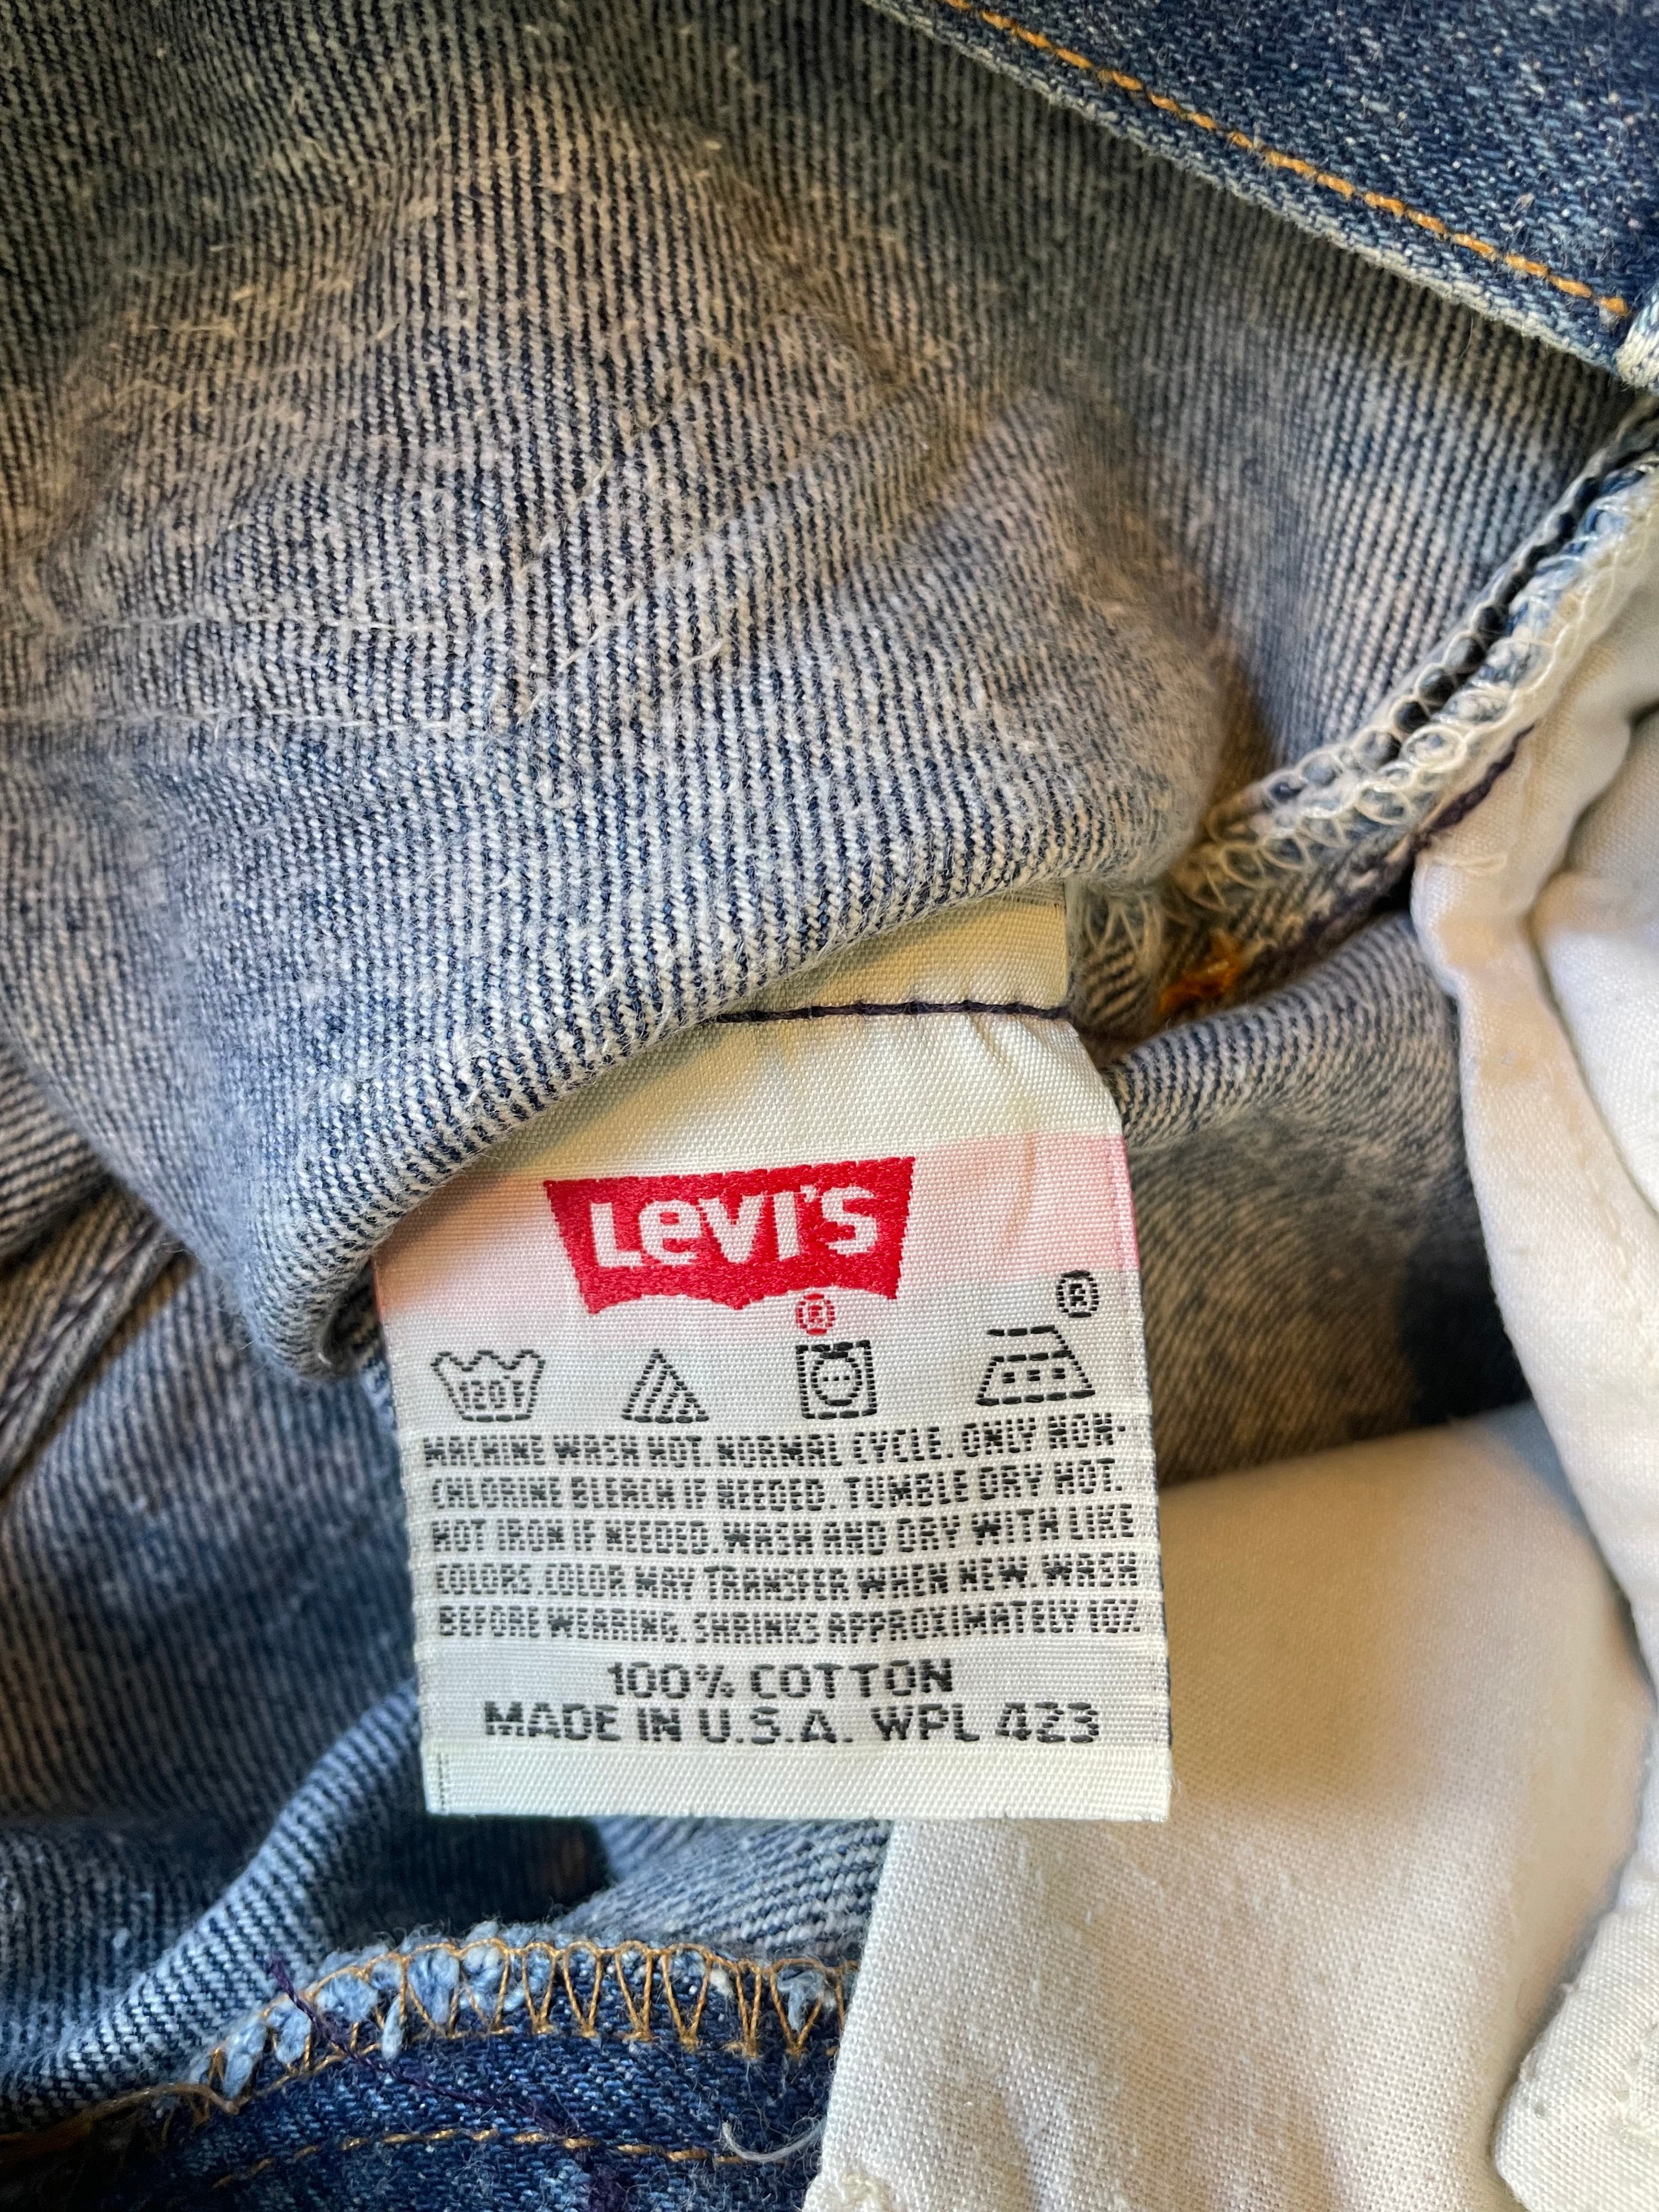 Levi's
®
®
120F
MACHINE WASH HOT. NORMAL CYCLE. ONLY NON-
CHLORINE BLEACH IF NEEDED. TUMBLE DRY HOT.
HOT IRON IF NEEDED. WASH AND DRY WITH LIKE
COLORS. COLOR MAY TRANSFER WHEN NEW. WASH
BEFORE WEARING. SHRINKS APPROXIMATELY 10%
100% COTTON
MADE IN U.S.A. WPL 423